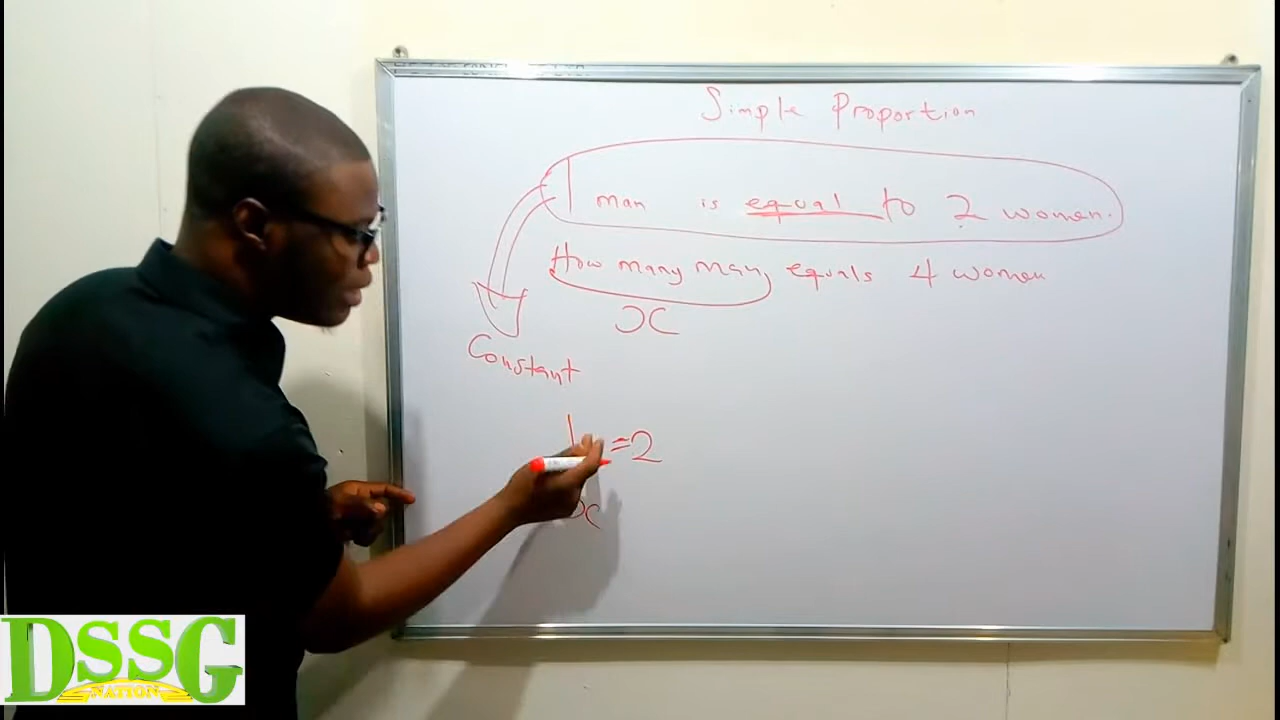 Simple Proportion
1 man is equal to 2 women.
How many man equals 4 women
x
Constant
1 = 2
x
DSSG
NATION